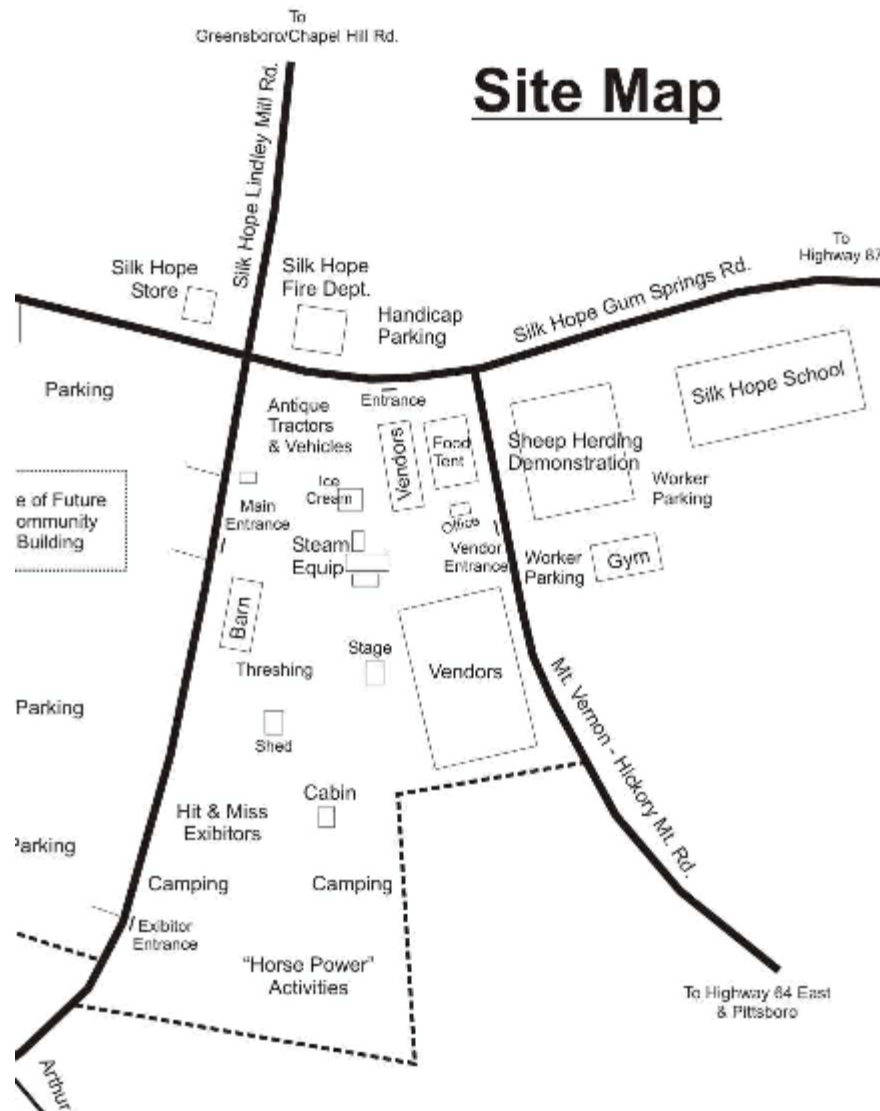 To
Greensboro/Chapel Hill Rd.
Site Map
Silk Hope Lindley Mill Rd.
To
Highway 87
Silk Hope
Store
Silk Hope
Fire Dept.
Handicap
Parking
Silk Hope Gum Springs Rd.
Parking
Entrance
Antique
Tractors
& Vehicles
Vendors
Food
Tent
Sheep Herding
Demonstration
Silk Hope School
Worker
Parking
e of Future
ommunity
Building
Main
Entrance
Ice
Cream
Office
Steam
Equip
Vendor
Entrance
Worker
Parking
Gym
Barn
Threshing
Stage
Vendors
Parking
Shed
Mt. Vernon - Hickory Mt. Rd.
Cabin
Hit & Miss
Exibitors
Parking
Camping
Camping
Exibitor
Entrance
"Horse Power"
Activities
To Highway 64 East
& Pittsboro
Arthur